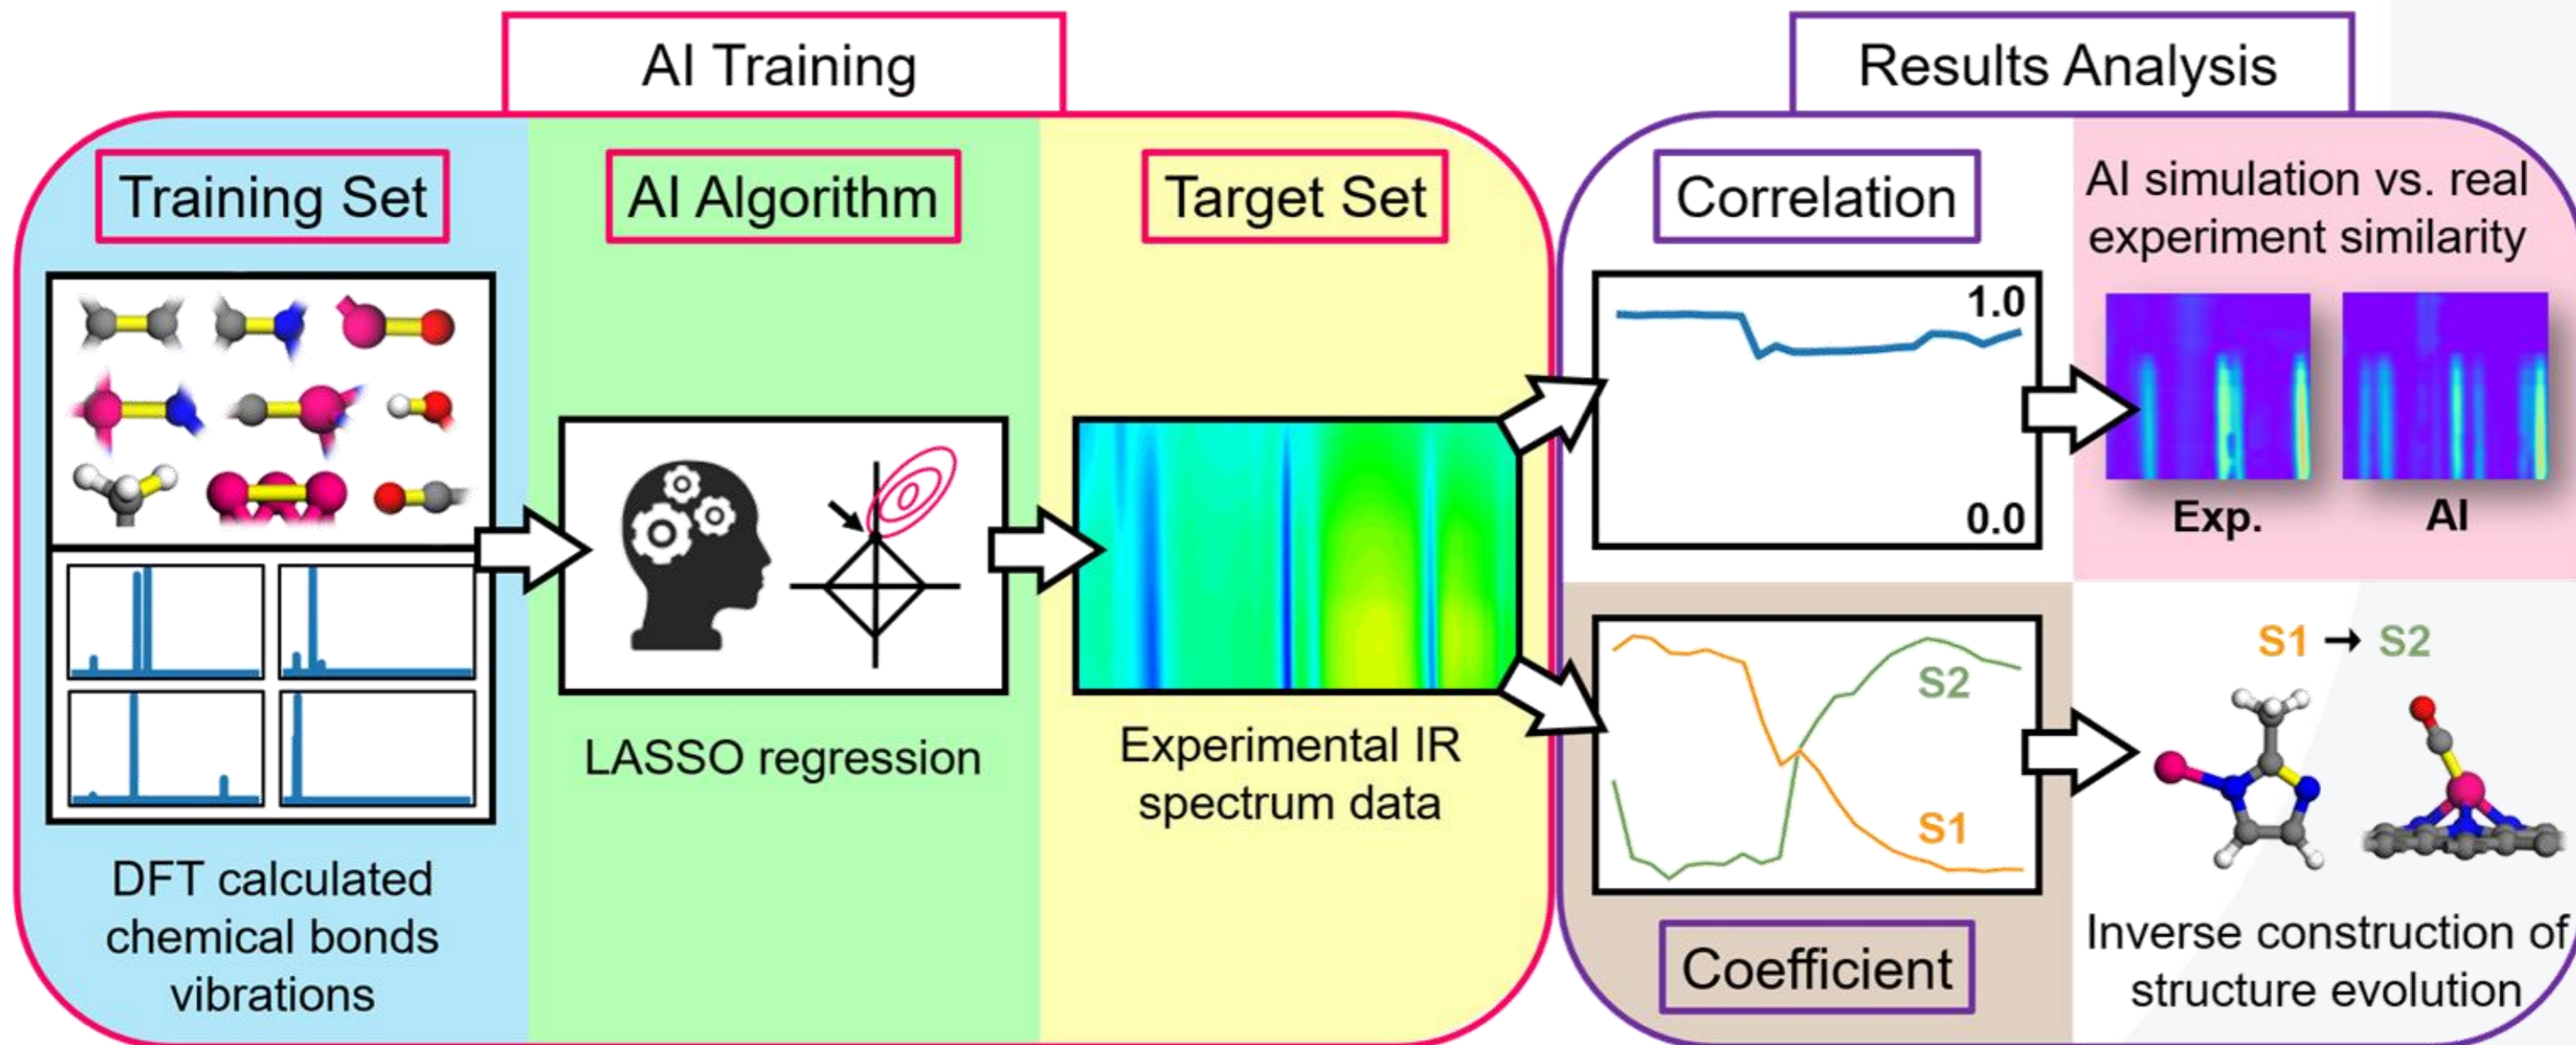 AI Training
Training Set
DFT calculated
chemical bonds
vibrations
AI Algorithm
LASSO regression
Target Set
Experimental IR
spectrum data
Results Analysis
Correlation
1.0
0.0
AI simulation vs. real
experiment similarity
Exp.
AI
S2
S1
Coefficient
S1 → S2
Inverse construction of
structure evolution